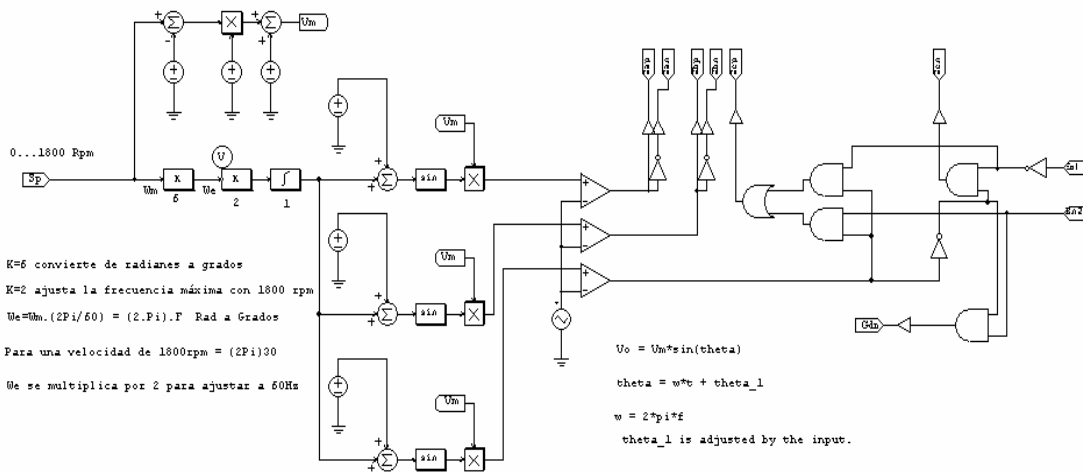 Vm
0...1800 Rpm
Sp
Wm
K
6
V
We
K
2
∫
1
sin
Vm
sin
Vm
sin
Vm
K=6 convierte de radianes a grados
K=2 ajusta la frecuencia máxima con 1800 rpm
We=Wm.(2Pi/60) = (2.Pi).F Rad a Grados
Para una velocidad de 1800rpm = (2Pi)30
We se multiplica por 2 para ajustar a 60Hz
Gdn
Vo = Vm*sin(theta)
theta = w*t + theta_1
w = 2*pi*f
theta_1 is adjusted by the input.